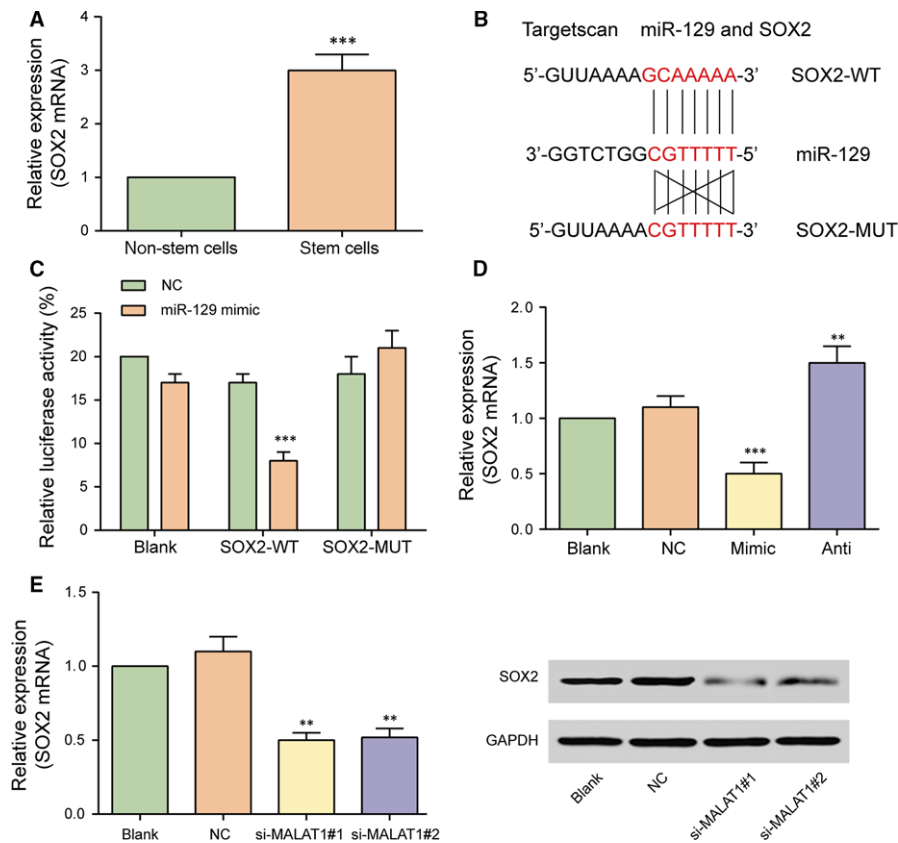 A
Relative expression
(SOX2 mRNA)
4
3
2
1
0
***
Non-stem cells
Stem cells
B
Targetscan miR-129 and SOX2
5’-GUUAAAAGCAAAAA-3’ SOX2-WT
3’-GGTCTGGCGTTTTT-5’ miR-129
5’-GUUAAAACGTTTTT-3’ SOX2-MUT
C
NC
miR-129 mimic
Relative luciferase activity (%)
25
20
15
10
5
0
***
Blank
SOX2-WT
SOX2-MUT
D
Relative expression
(SOX2 mRNA)
2.0
1.5
1.0
0.5
0.0
***
**
Blank
NC
Mimic
Anti
E
Relative expression
(SOX2 mRNA)
1.5
1.0
0.5
0.0
**
**
Blank
NC
si-MALAT1#1
si-MALAT1#2
SOX2
GAPDH
Blank
NC
si-MALAT1#1
si-MALAT1#2